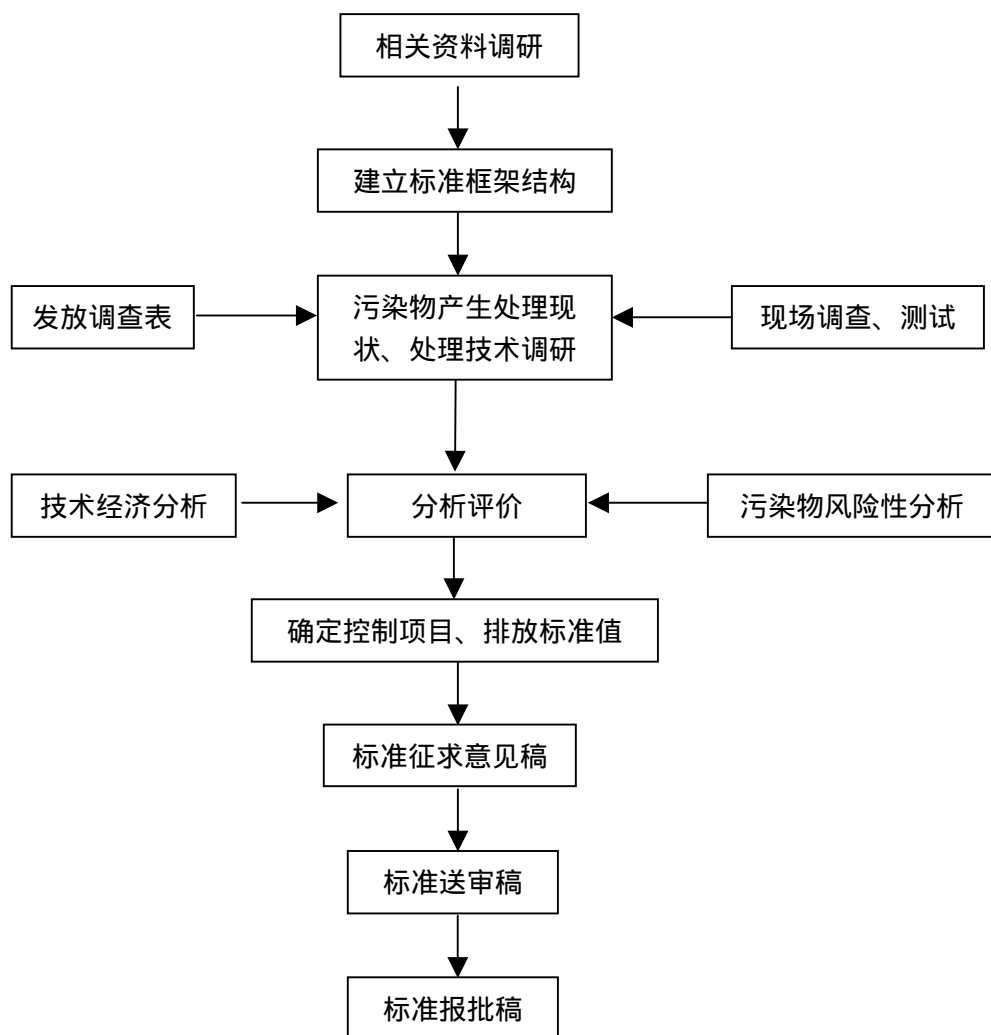 相关资料调研
建立标准框架结构
发放调查表
污染物产生处理现
状、处理技术调研
现场调查、测试
技术经济分析
分析评价
污染物风险性分析
确定控制项目、排放标准值
标准征求意见稿
标准送审稿
标准报批稿